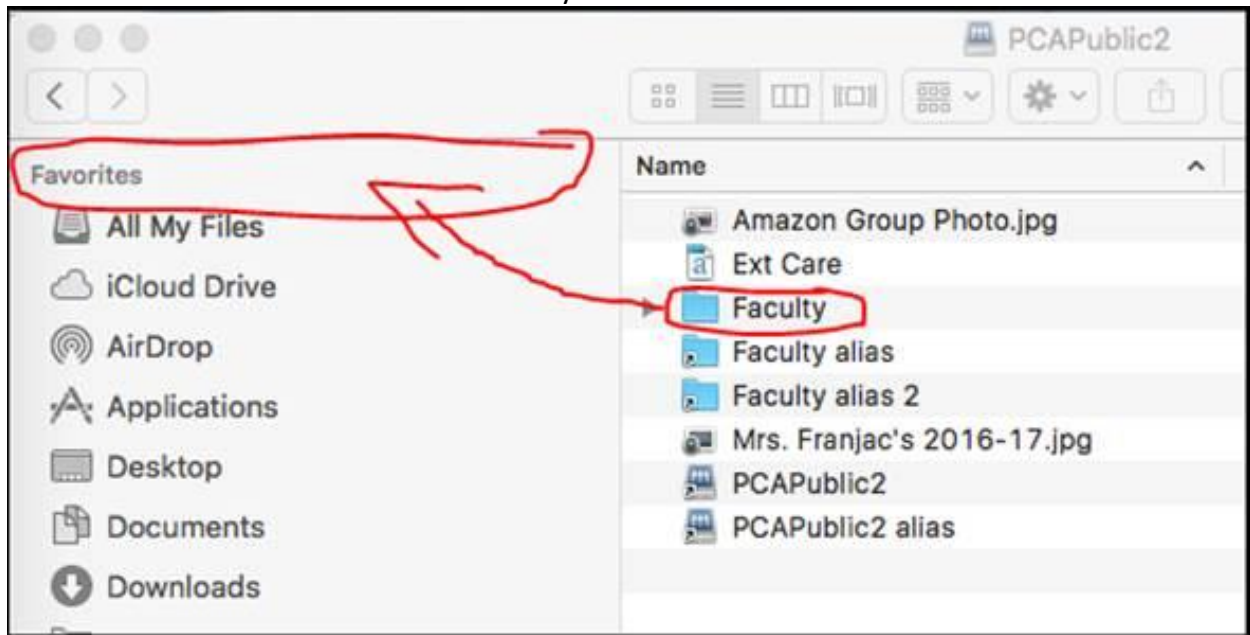 PCAPublic2
Favorites
All My Files
iCloud Drive
AirDrop
Applications
Desktop
Documents
Downloads
Name
Amazon Group Photo.jpg
Ext Care
Faculty
Faculty alias
Faculty alias 2
Mrs. Franjac's 2016-17.jpg
PCAPublic2
PCAPublic2 alias